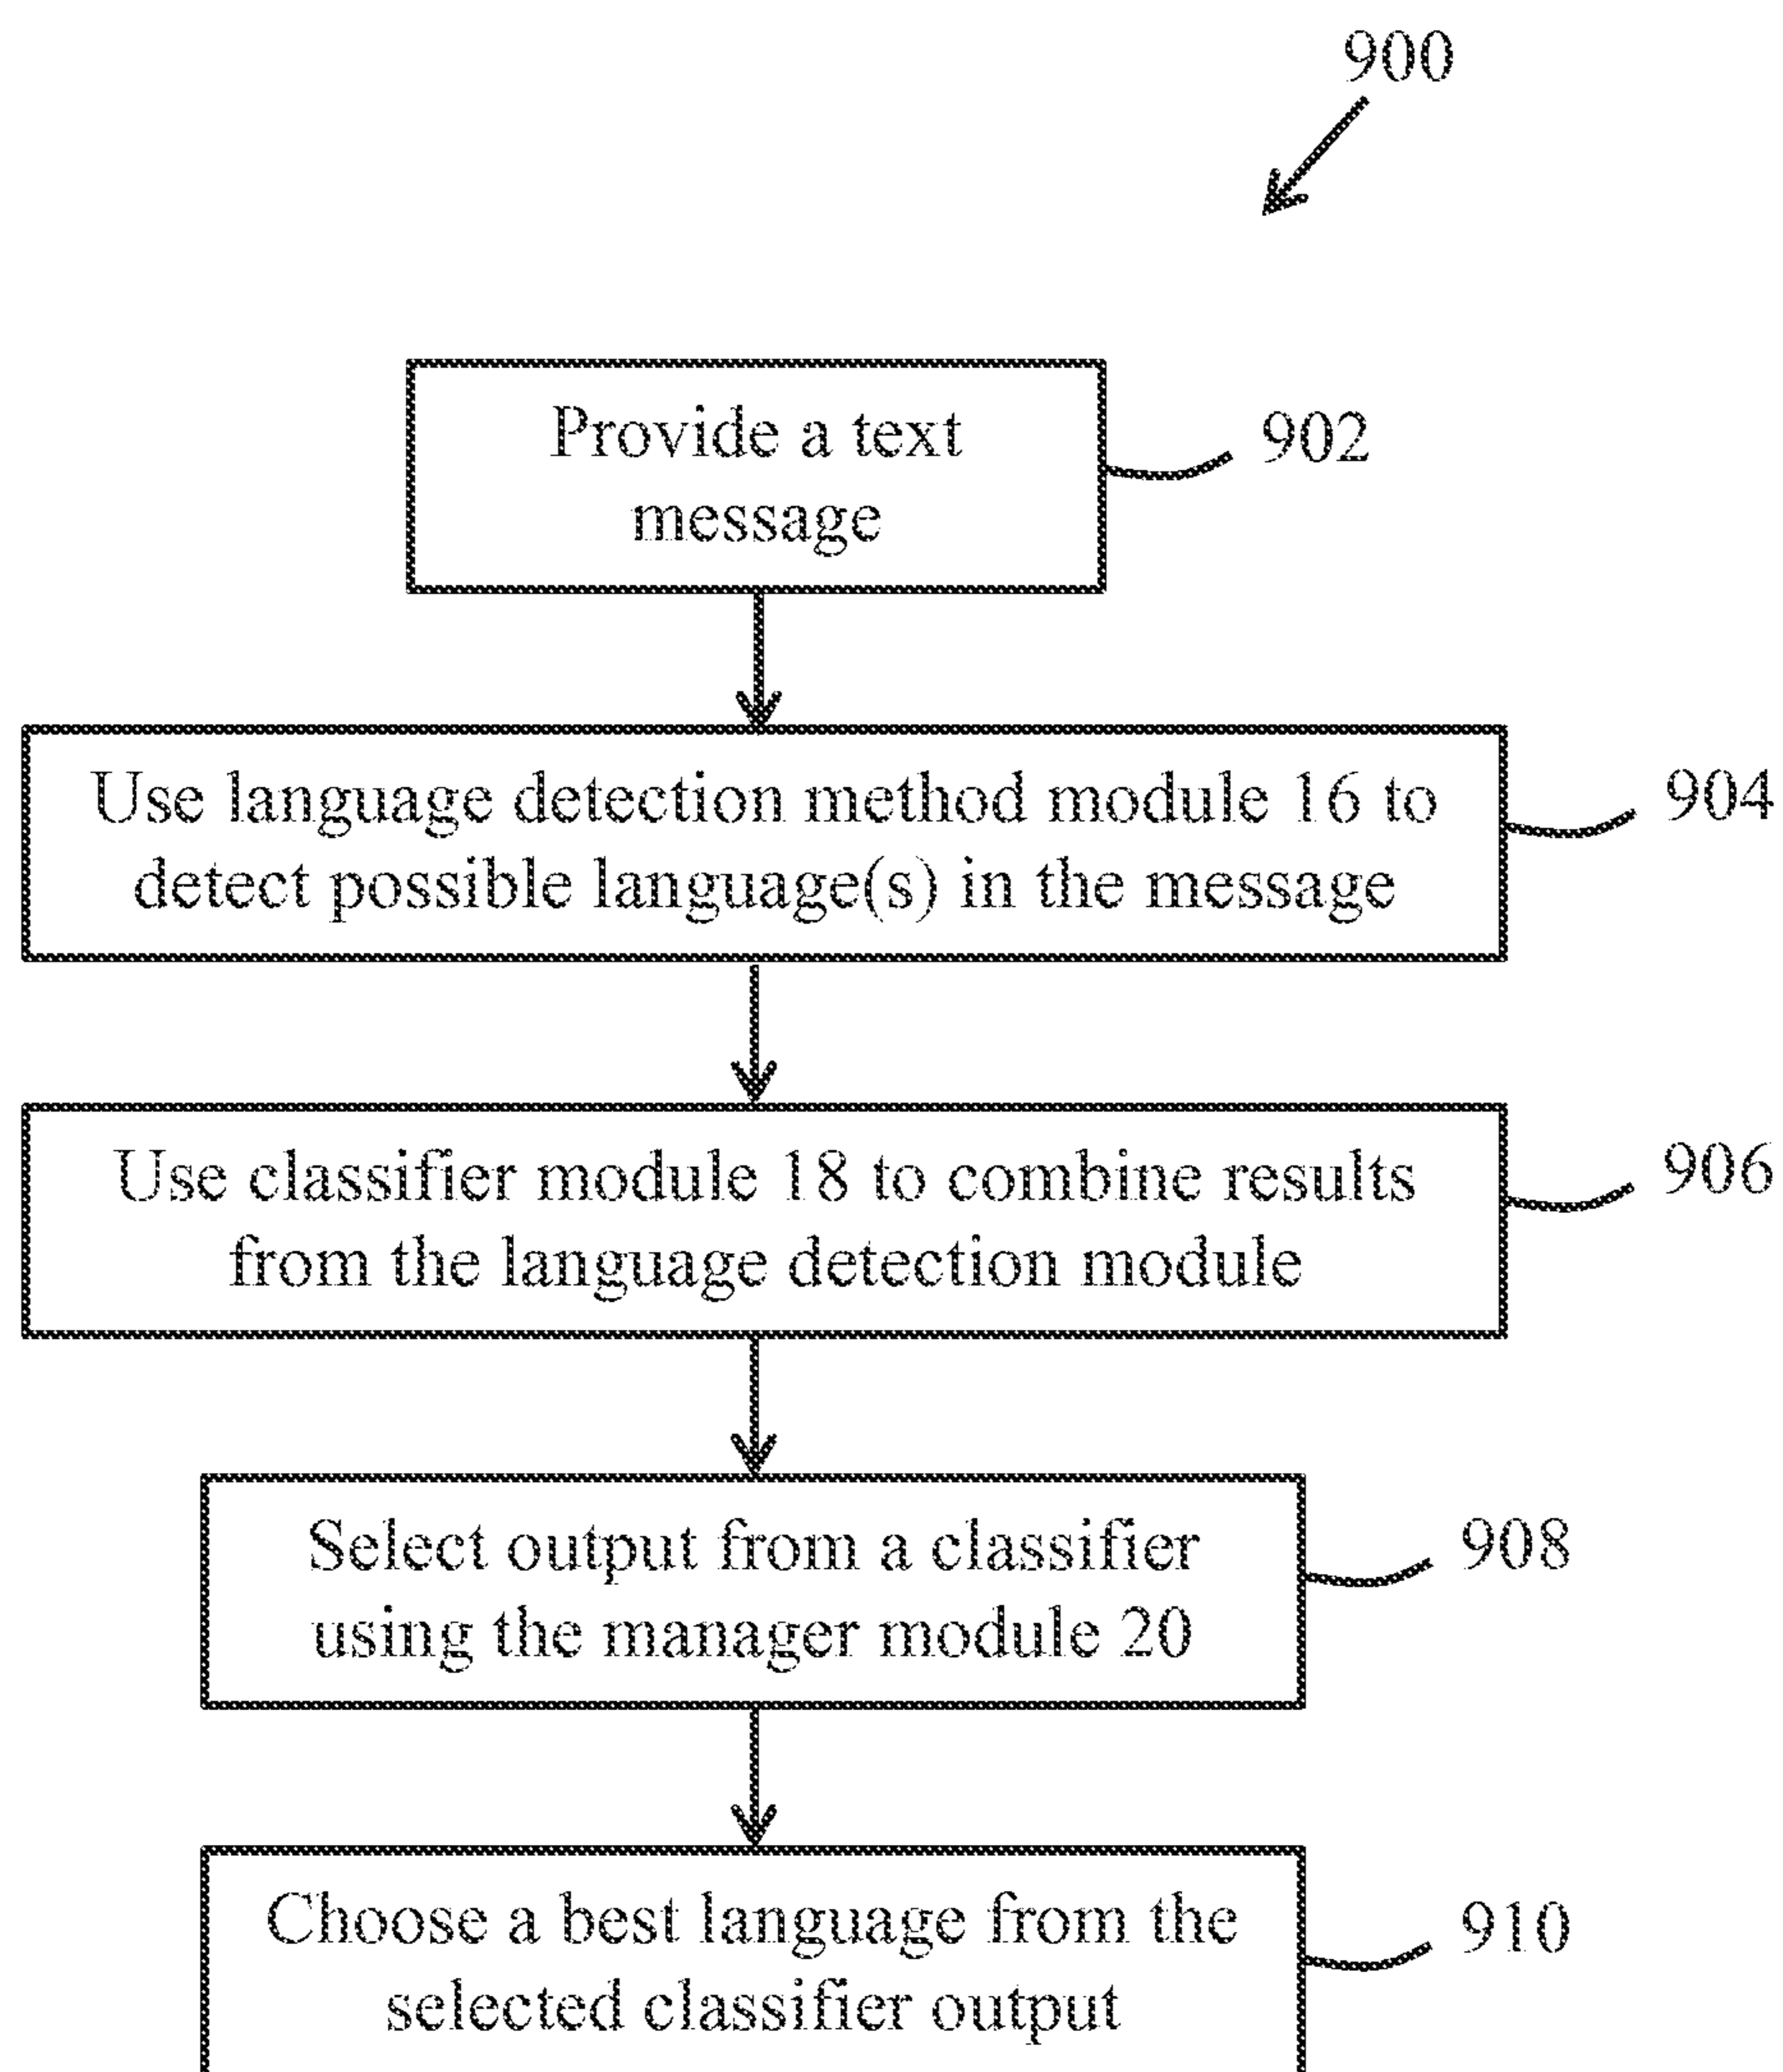 900
Provide a text
message
902
Use language detection method module 16 to
detect possible language(s) in the message
904
Use classifier module 18 to combine results
from the language detection module
906
Select output from a classifier
using the manager module 20
908
Choose a best language from the
selected classifier output
910